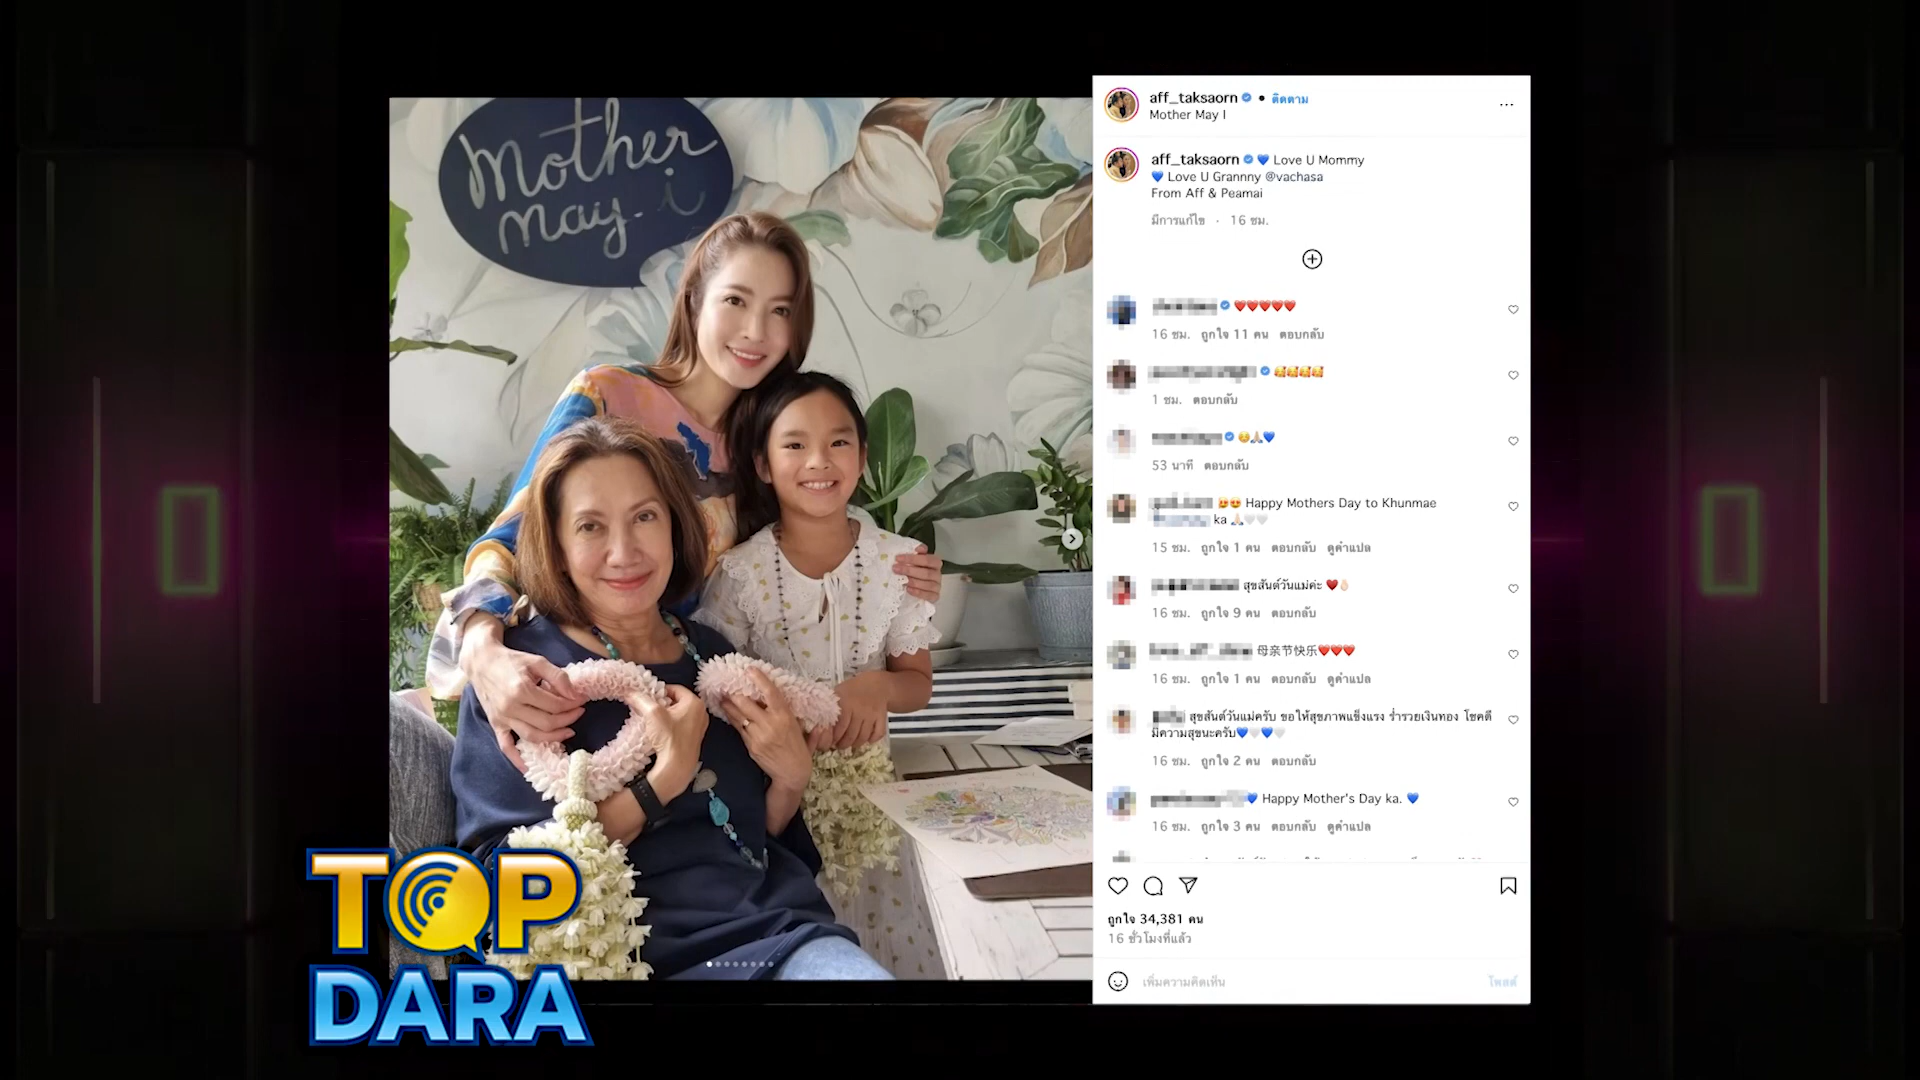 Mother
may-i
aff_taksaorn • ติดตาม
Mother May I
aff_taksaorn 💙 Love U Mommy
💙 Love U Grannny @vachasa
From Aff & Peamai
มีการแก้ไข · 16 ชม.
❤️❤️❤️❤️❤️
16 ชม. ถูกใจ 11 คน ตอบกลับ
🥰🥰🥰🥰
1 ชม. ตอบกลับ
☺️🙏🏻💙
53 นาที ตอบกลับ
🥰😍 Happy Mothers Day to Khunmae
ka 🙏🏻🤍🤍
15 ชม. ถูกใจ 1 คน ตอบกลับ ดูคำแปล
สุขสันต์วันแม่ค่ะ ❤️👌🏻
16 ชม. ถูกใจ 9 คน ตอบกลับ
母亲节快乐❤️❤️❤️
16 ชม. ถูกใจ 1 คน ตอบกลับ ดูคำแปล
สุขสันต์วันแม่ครับ ขอให้สุขภาพแข็งแรง ร่ำรวยเงินทอง โชคดี
มีความสุขนะครับ💙🤍💙🤍
16 ชม. ถูกใจ 2 คน ตอบกลับ
💙 Happy Mother's Day ka. 💙
16 ชม. ถูกใจ 3 คน ตอบกลับ ดูคำแปล
ถูกใจ 34,381 คน
16 ชั่วโมงที่แล้ว
เพิ่มความคิดเห็น โพสต์
TOP
DARA